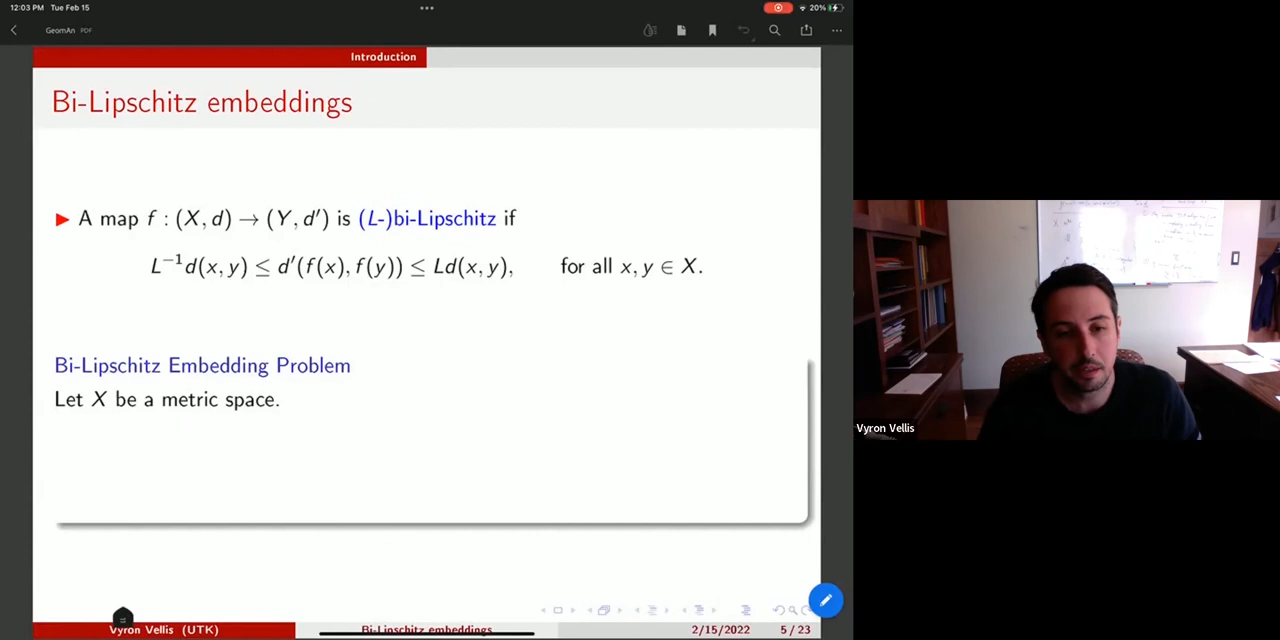 12:03 PM Tue Feb 15
20%
GeomAn PDF
Introduction
Bi-Lipschitz embeddings
A map f : (X, d) → (Y, d′) is (L-)bi-Lipschitz if
L⁻¹d(x, y) ≤ d′(f(x), f(y)) ≤ Ld(x, y), for all x, y ∈ X.
Bi-Lipschitz Embedding Problem
Let X be a metric space.
Vyron Vellis
Vyron Vellis (UTK) Bi-Lipschitz embeddings 2/15/2022 5 / 23